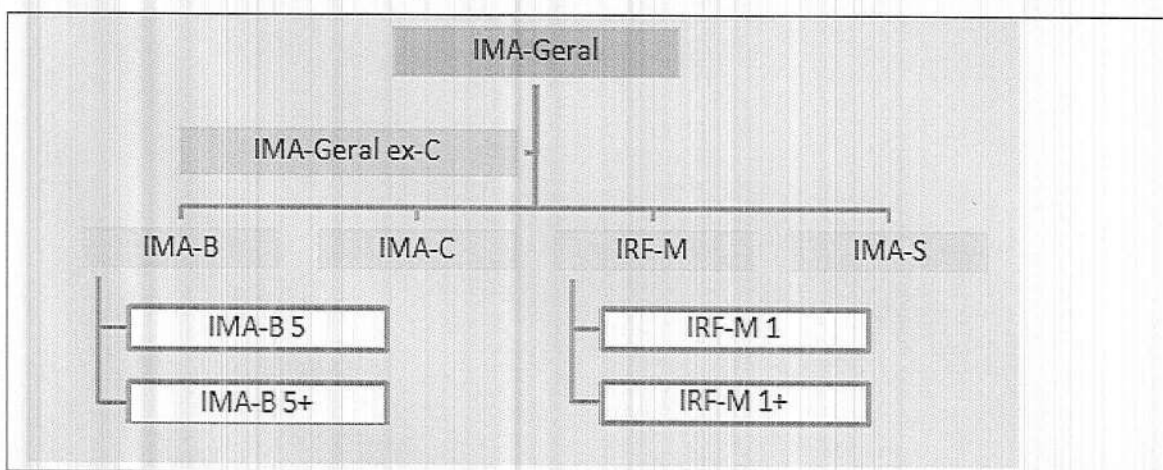 IMA-Geral
IMA-Geral ex-C
IMA-B IMA-C IRF-M IMA-S
IMA-B 5 IRF-M 1
IMA-B 5+ IRF-M 1+